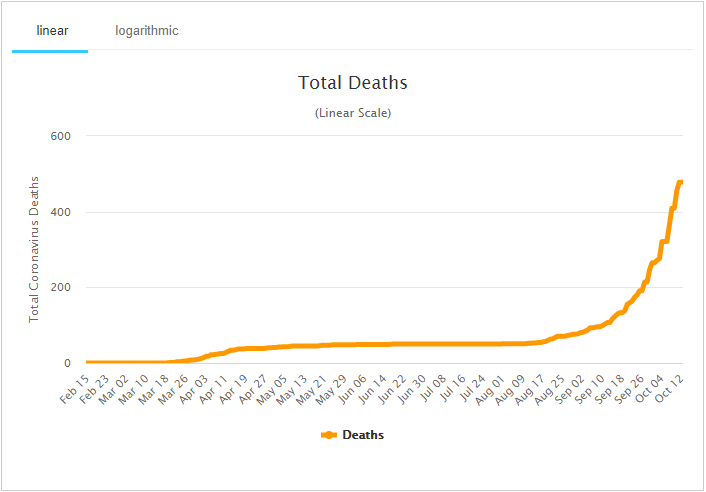 linear logarithmic
Total Deaths
(Linear Scale)
Total Coronavirus Deaths
600
400
200
0
Feb 15 Feb 23 Mar 02 Mar 10 Mar 18 Mar 26 Apr 03 Apr 11 Apr 19 Apr 27 May 05 May 13 May 21 May 29 Jun 06 Jun 14 Jun 22 Jun 30 Jul 08 Jul 16 Jul 24 Aug 01 Aug 09 Aug 17 Aug 25 Sep 02 Sep 10 Sep 18 Sep 26 Oct 04 Oct 12
Deaths